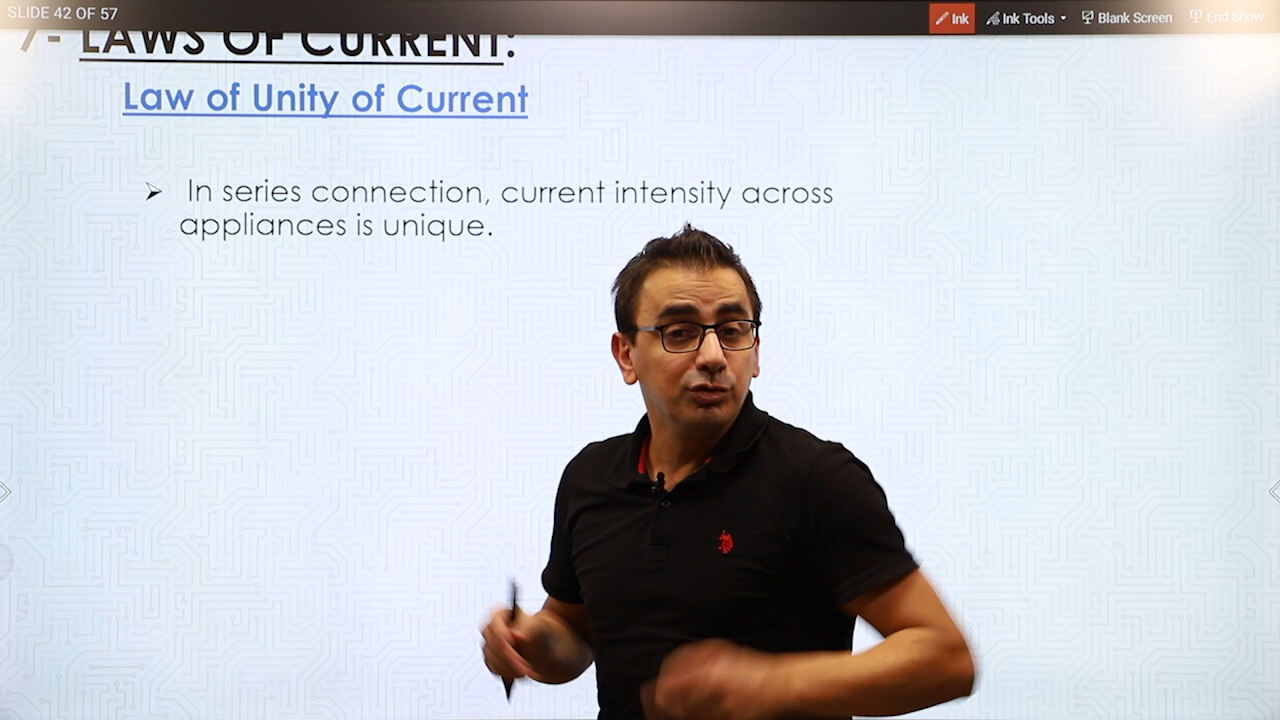 SLIDE 42 OF 57
Ink Ink Tools Blank Screen End Show
7- LAWS OF CURRENT:
Law of Unity of Current
➢ In series connection, current intensity across
appliances is unique.